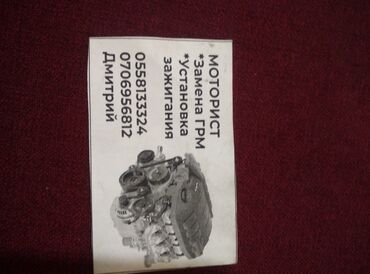 МОТОРИСТ
*Замена ГРМ
*Установка
зажигания
0558133324
0706956812
Дмитрий